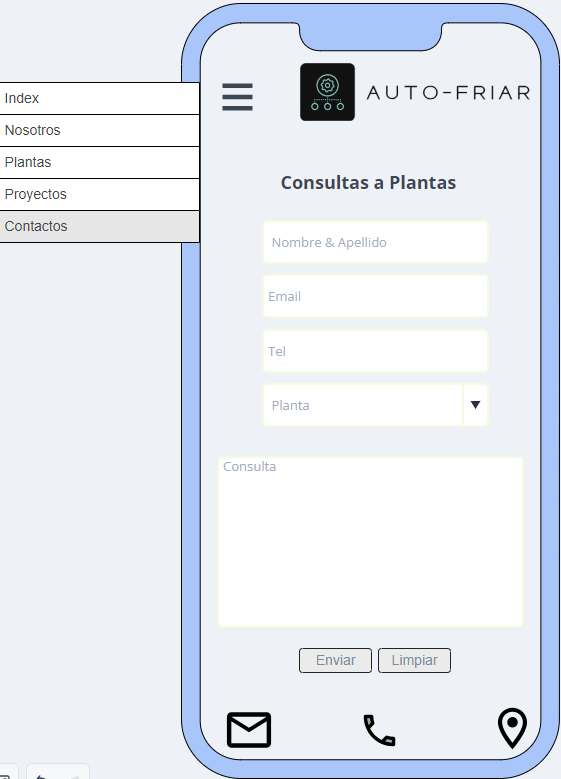 Index
Nosotros
Plantas
Proyectos
Contactos
AUTO-FRIAR
Consultas a Plantas
Nombre & Apellido
Email
Tel
Planta
Consulta
Enviar Limpiar